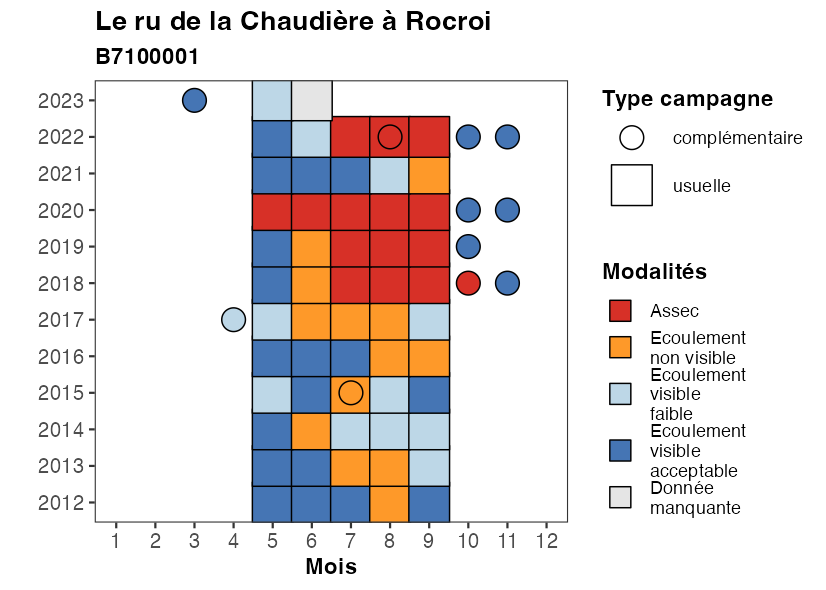 Le ru de la Chaudière à Rocroi
B7100001
2023
2022
2021
2020
2019
2018
2017
2016
2015
2014
2013
2012
1 2 3 4 5 6 7 8 9 10 11 12
Mois
Type campagne
complémentaire
usuelle
Modalités
Assec
Ecoulement
non visible
Ecoulement
visible
faible
Ecoulement
visible
acceptable
Donnée
manquante